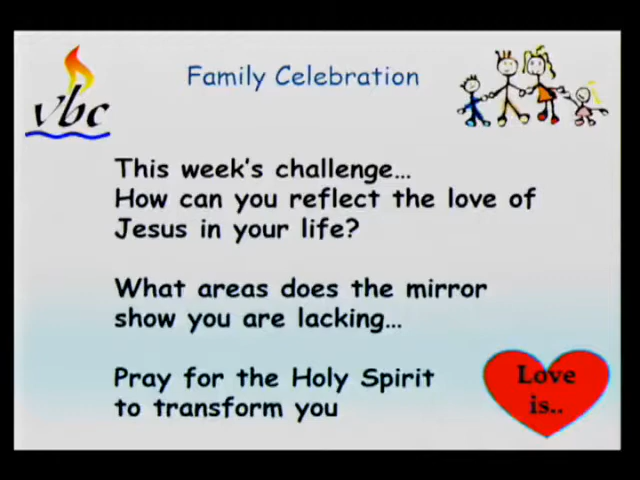 vbc
Family Celebration
This week's challenge...
How can you reflect the love of
Jesus in your life?
What areas does the mirror
show you are lacking...
Pray for the Holy Spirit
to transform you
Love
is..